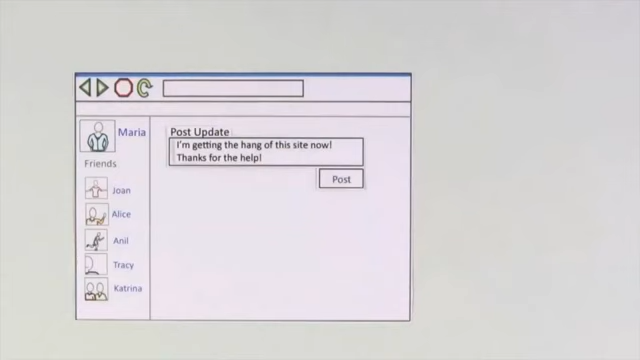 Maria
Friends
Joan
Alice
Anil
Tracy
Katrina
Post Update
I'm getting the hang of this site now!
Thanks for the help!
Post